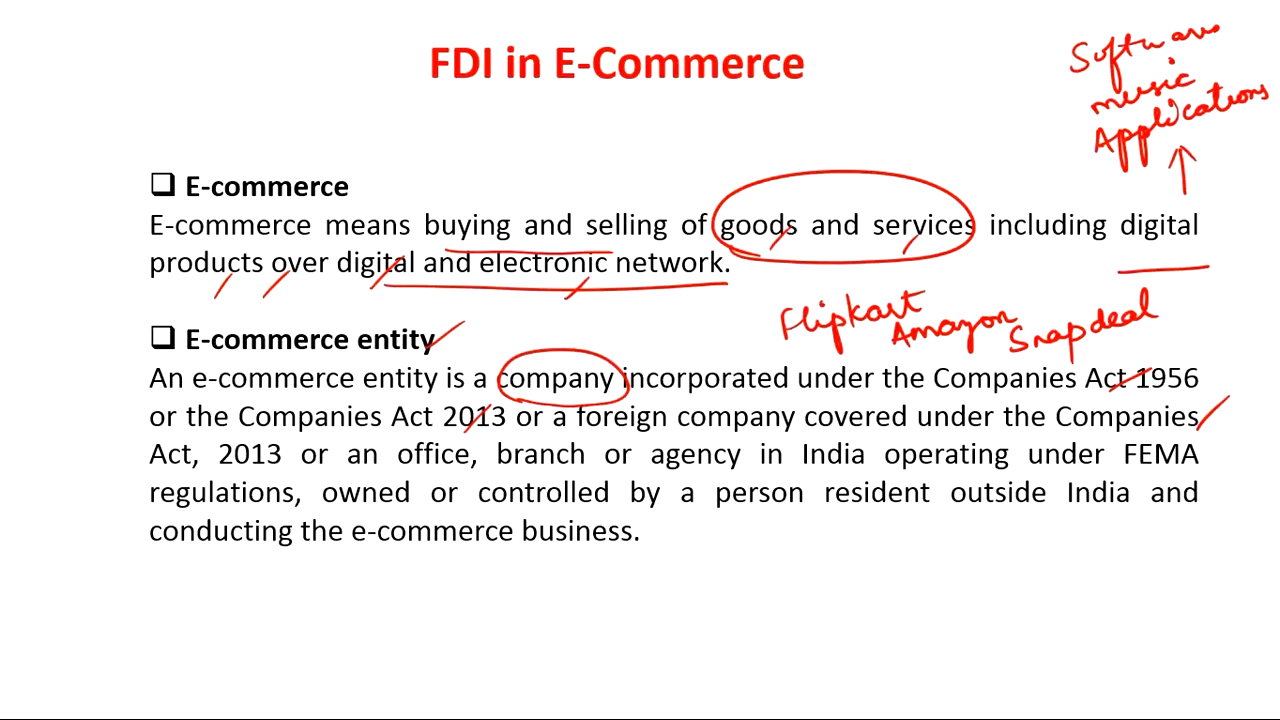 FDI in E-Commerce
Software
music
Applications
❑ E-commerce
E-commerce means buying and selling of goods and services including digital
products over digital and electronic network.
Flipkart Amazon Snapdeal
❑ E-commerce entity
An e-commerce entity is a company incorporated under the Companies Act 1956
or the Companies Act 2013 or a foreign company covered under the Companies
Act, 2013 or an office, branch or agency in India operating under FEMA
regulations, owned or controlled by a person resident outside India and
conducting the e-commerce business.